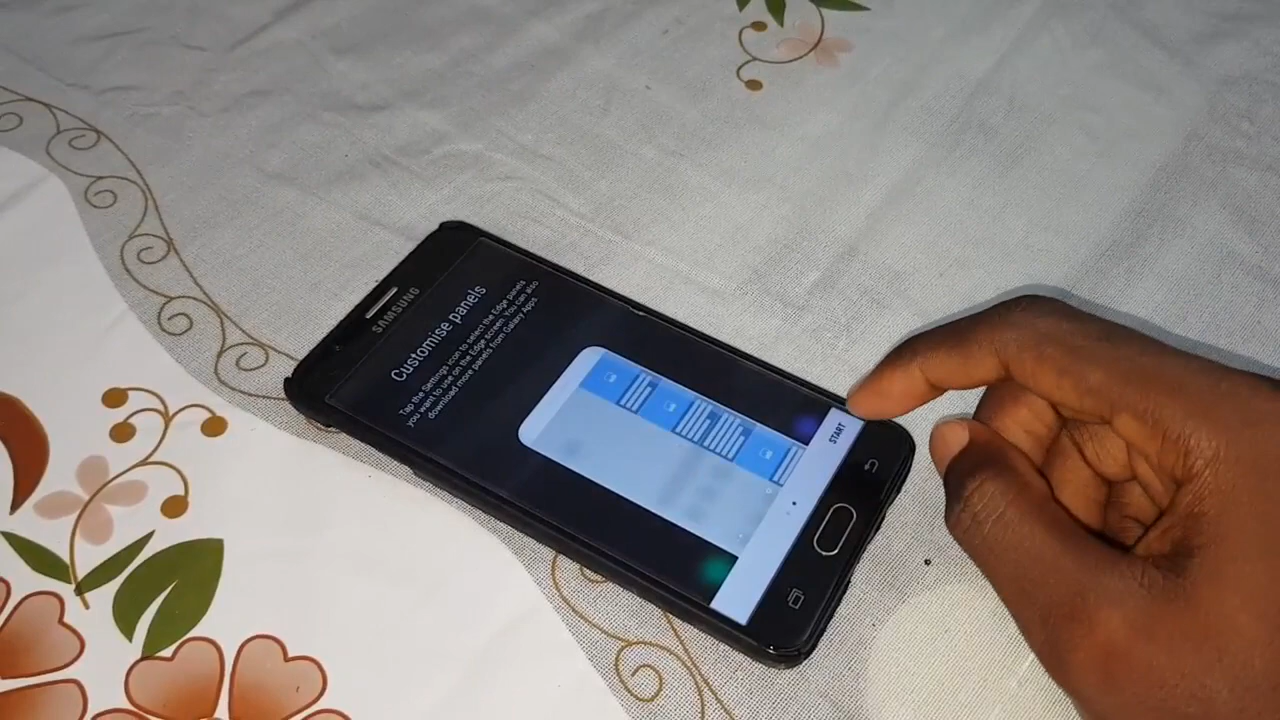 SAMSUNG
Customise panels
Tap the Settings icon to select the Edge panels
you want to use on the Edge screen. You can also
download more panels from Galaxy Apps.
START